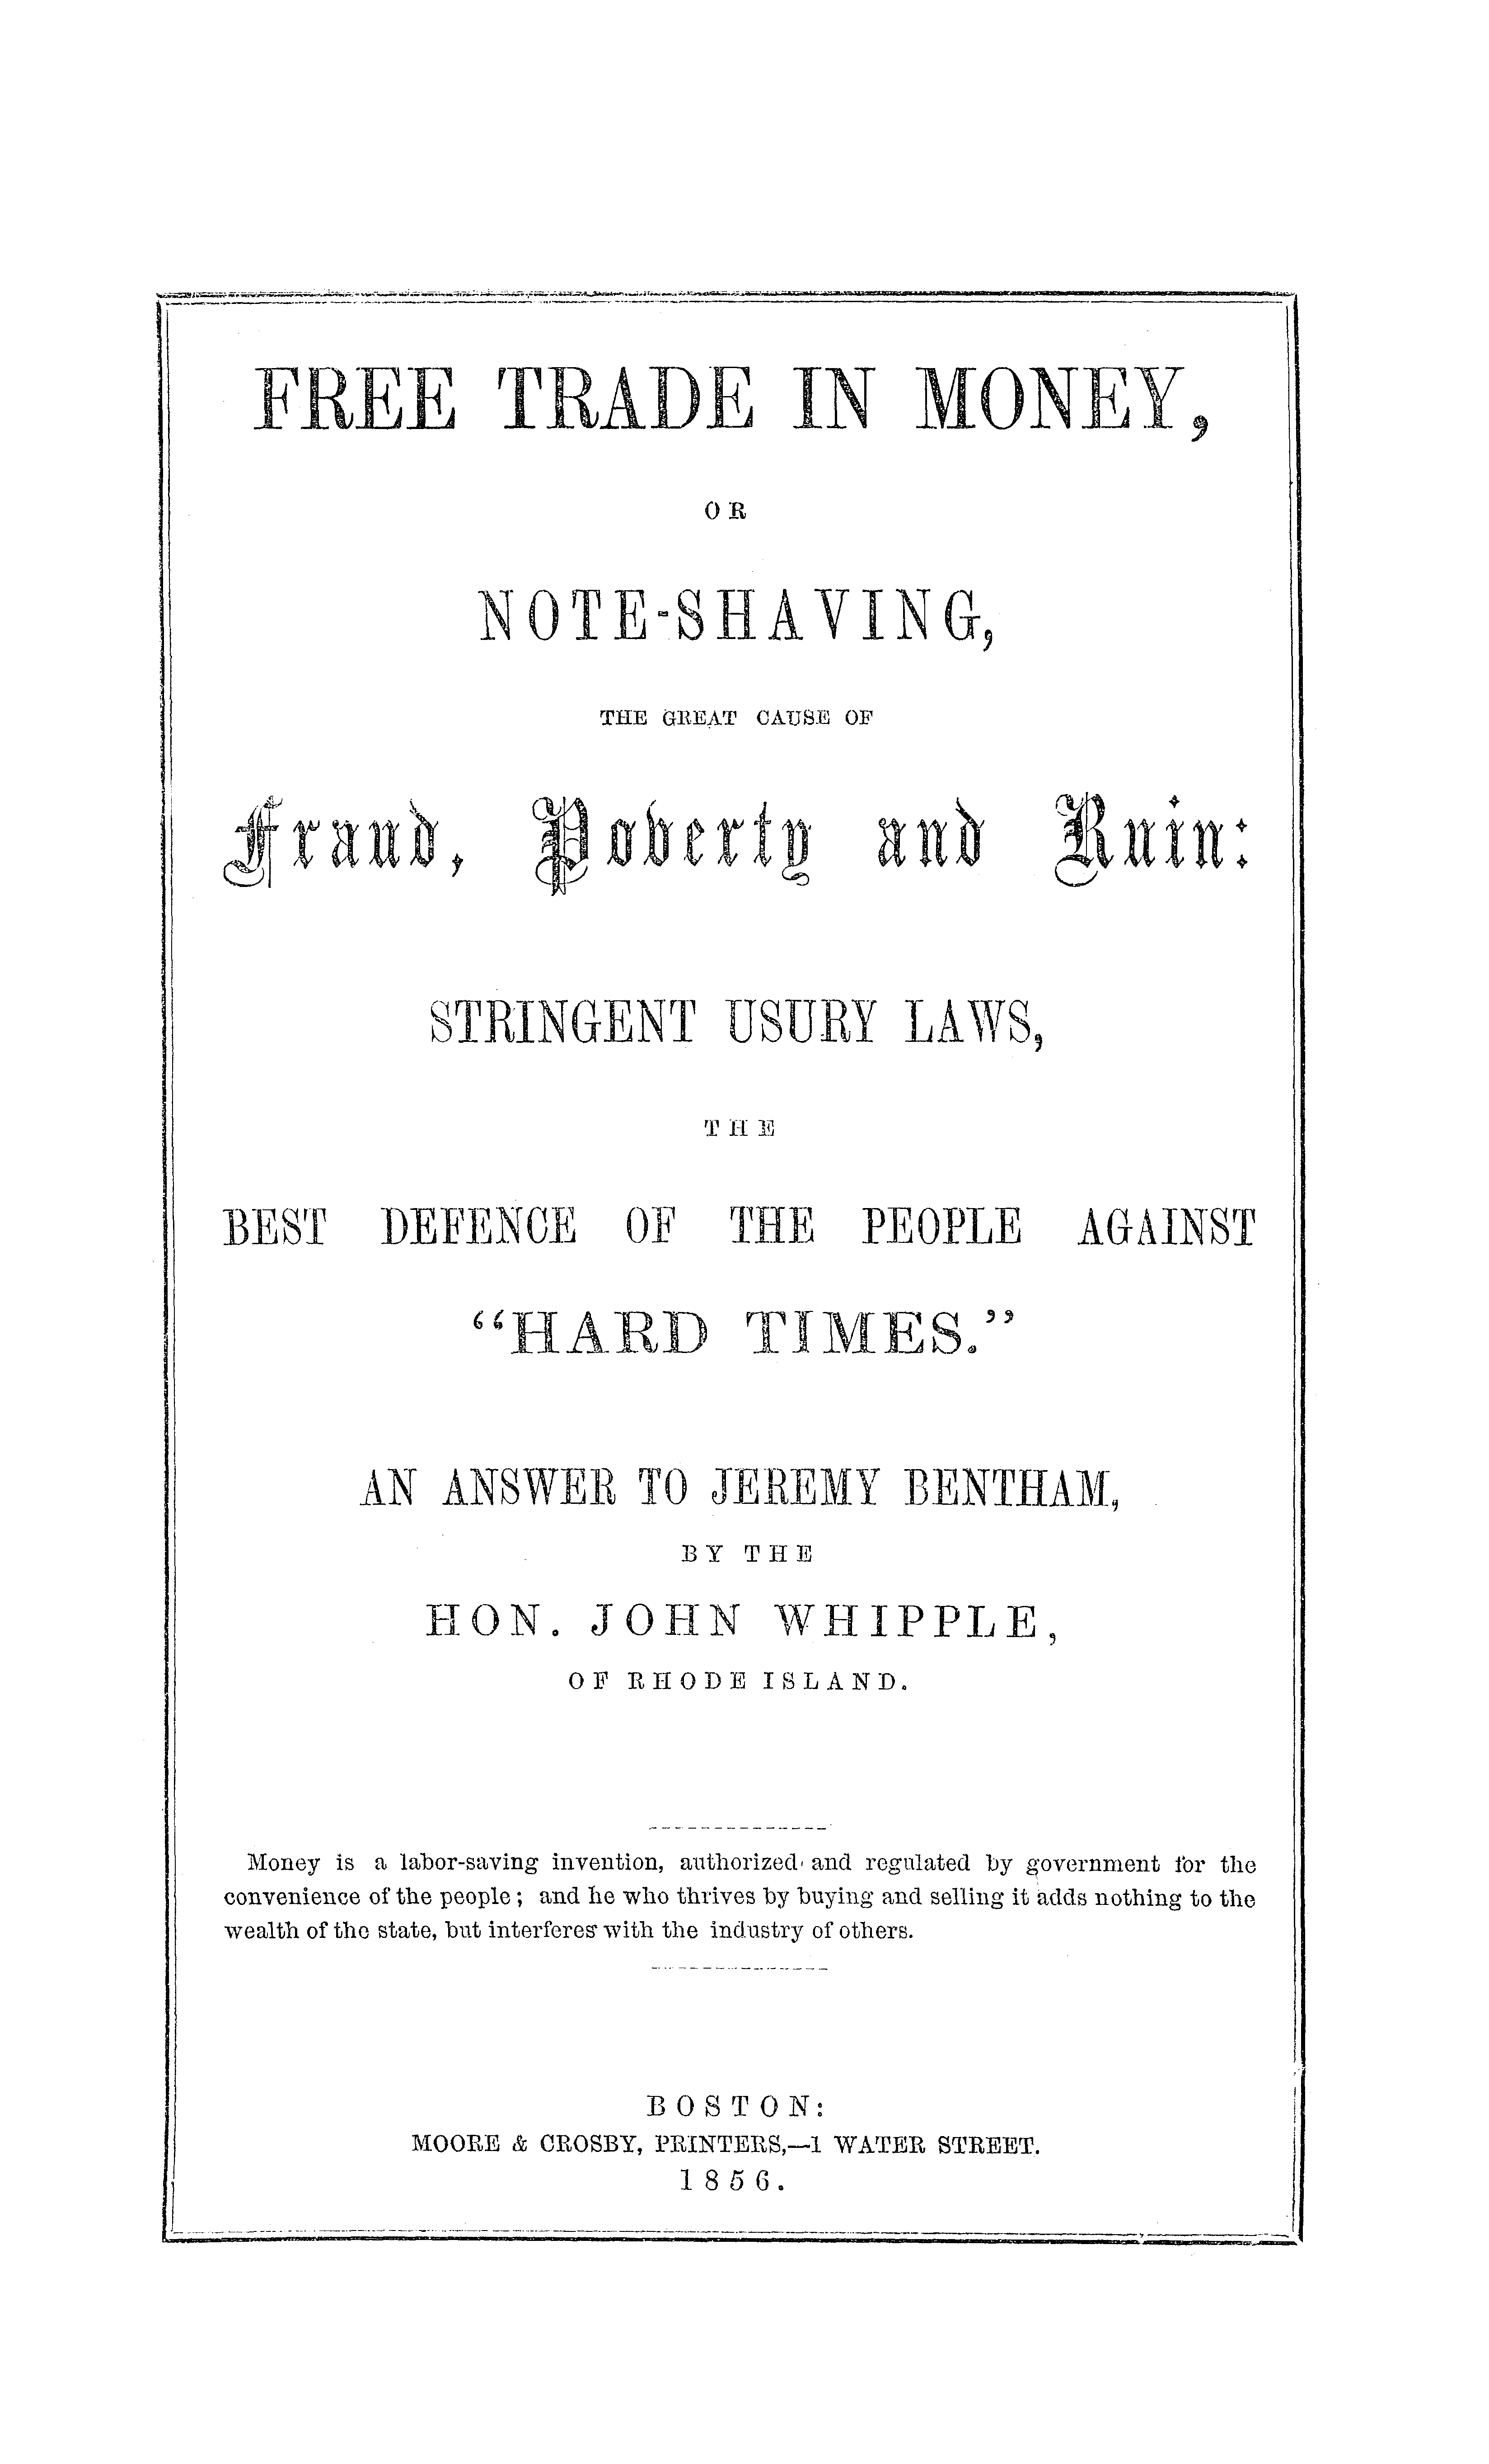 FREE TRADE IN MONEY,
OR
NOTE-SHAVING,
THE GREAT CAUSE OF
Fraud, Poverty and Ruin:
STRINGENT USURY LAWS,
THE
BEST DEFENCE OF THE PEOPLE AGAINST
“HARD TIMES.”
AN ANSWER TO JEREMY BENTHAM,
BY THE
HON. JOHN WHIPPLE,
OF RHODE ISLAND.
Money is a labor-saving invention, authorized and regulated by government for the
convenience of the people; and he who thrives by buying and selling it adds nothing to the
wealth of the state, but interferes with the industry of others.
BOSTON:
MOORE & CROSBY, PRINTERS,—1 WATER STREET.
1856.